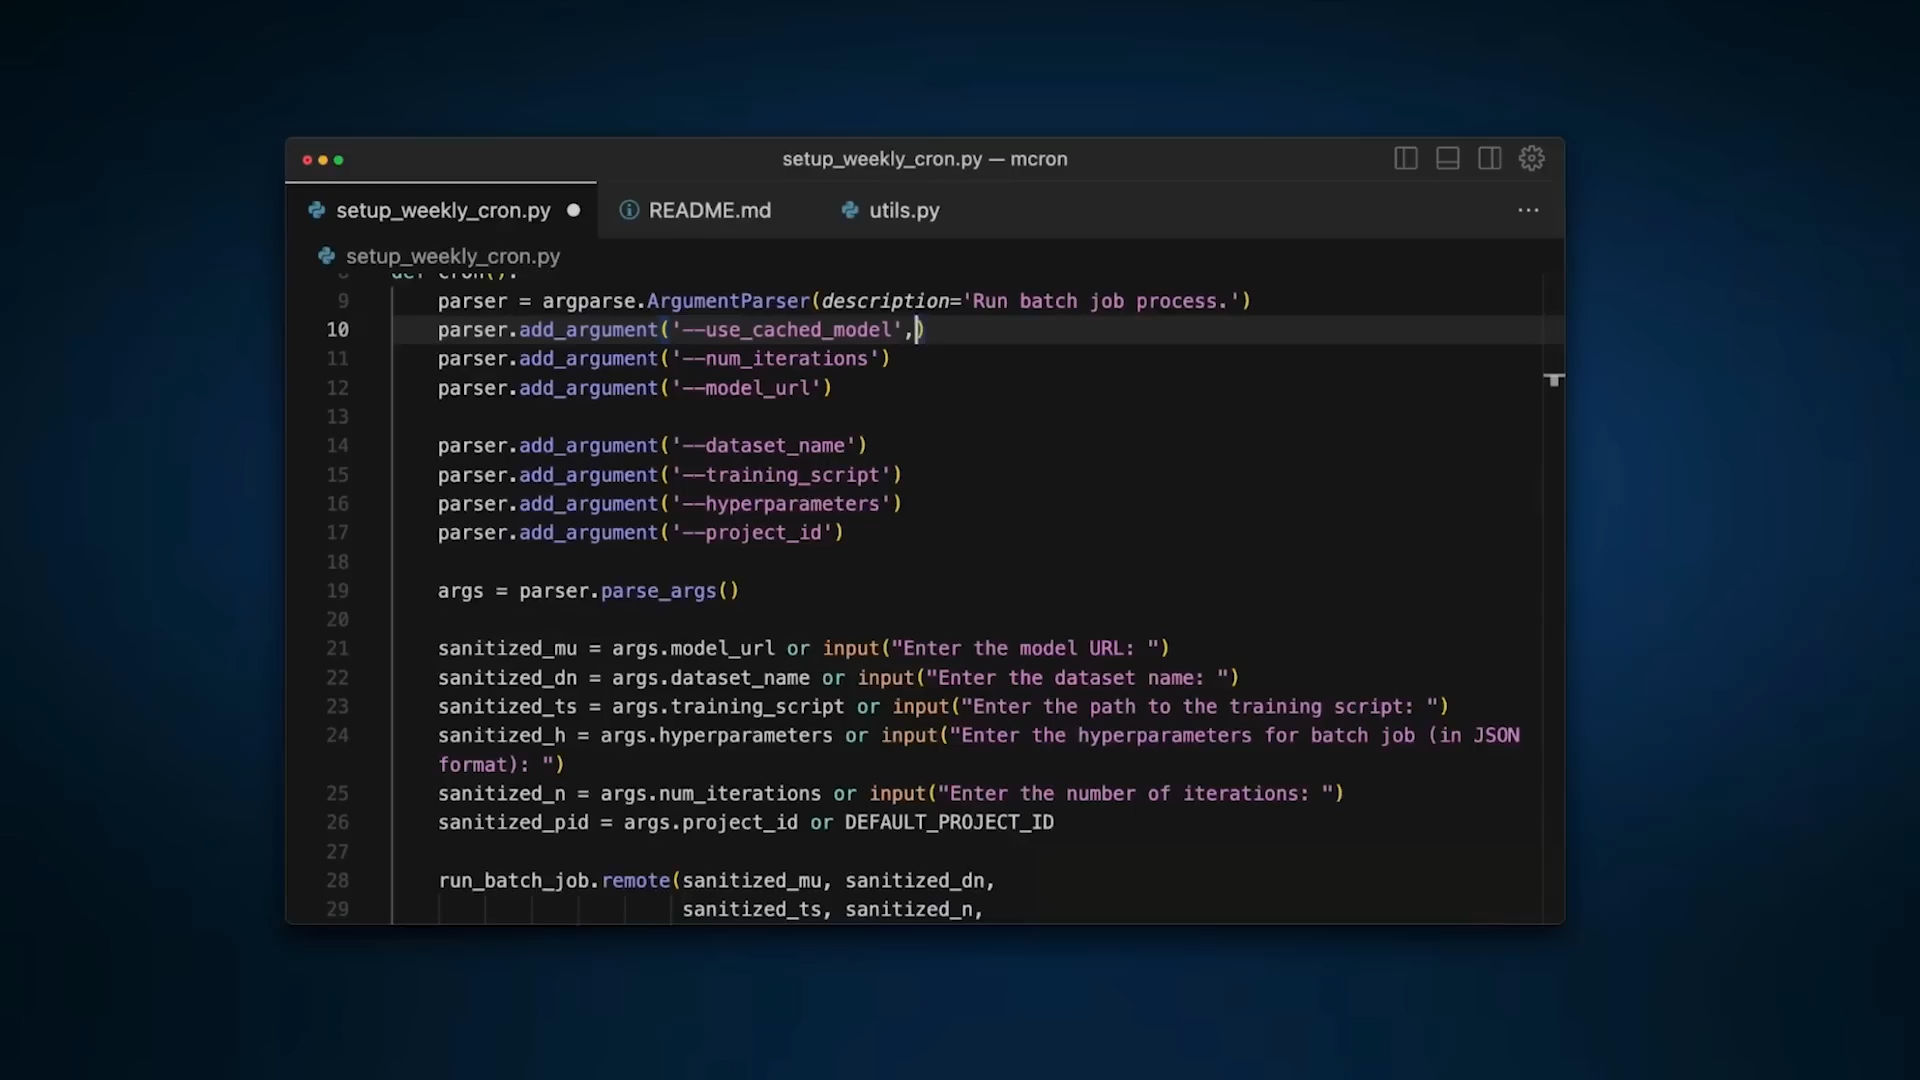 setup_weekly_cron.py — mcron
setup_weekly_cron.py README.md utils.py ...
setup_weekly_cron.py
8 def cron():
9 parser = argparse.ArgumentParser(description='Run batch job process.')
10 parser.add_argument('--use_cached_model',)
11 parser.add_argument('--num_iterations')
12 parser.add_argument('--model_url')
13
14 parser.add_argument('--dataset_name')
15 parser.add_argument('--training_script')
16 parser.add_argument('--hyperparameters')
17 parser.add_argument('--project_id')
18
19 args = parser.parse_args()
20
21 sanitized_mu = args.model_url or input("Enter the model URL: ")
22 sanitized_dn = args.dataset_name or input("Enter the dataset name: ")
23 sanitized_ts = args.training_script or input("Enter the path to the training script: ")
24 sanitized_h = args.hyperparameters or input("Enter the hyperparameters for batch job (in JSON
format): ")
25 sanitized_n = args.num_iterations or input("Enter the number of iterations: ")
26 sanitized_pid = args.project_id or DEFAULT_PROJECT_ID
27
28 run_batch_job.remote(sanitized_mu, sanitized_dn,
29 sanitized_ts, sanitized_n,